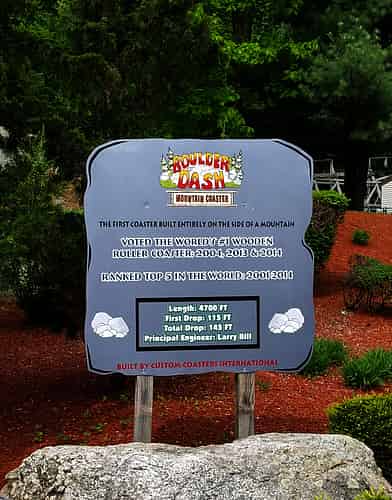 BOULDER
DASH
MOUNTAIN COASTER
THE FIRST COASTER BUILT ENTIRELY ON THE SIDE OF A MOUNTAIN
VOTED THE WORLD'S #1 WOODEN
ROLLER COASTER: 2004, 2013 & 2014
RANKED TOP 5 IN THE WORLD: 2001-2014
Length: 4700 FT
First Drop: 115 FT
Total Drop: 145 FT
Principal Engineer: Larry Bill
BUILT BY CUSTOM COASTERS INTERNATIONAL